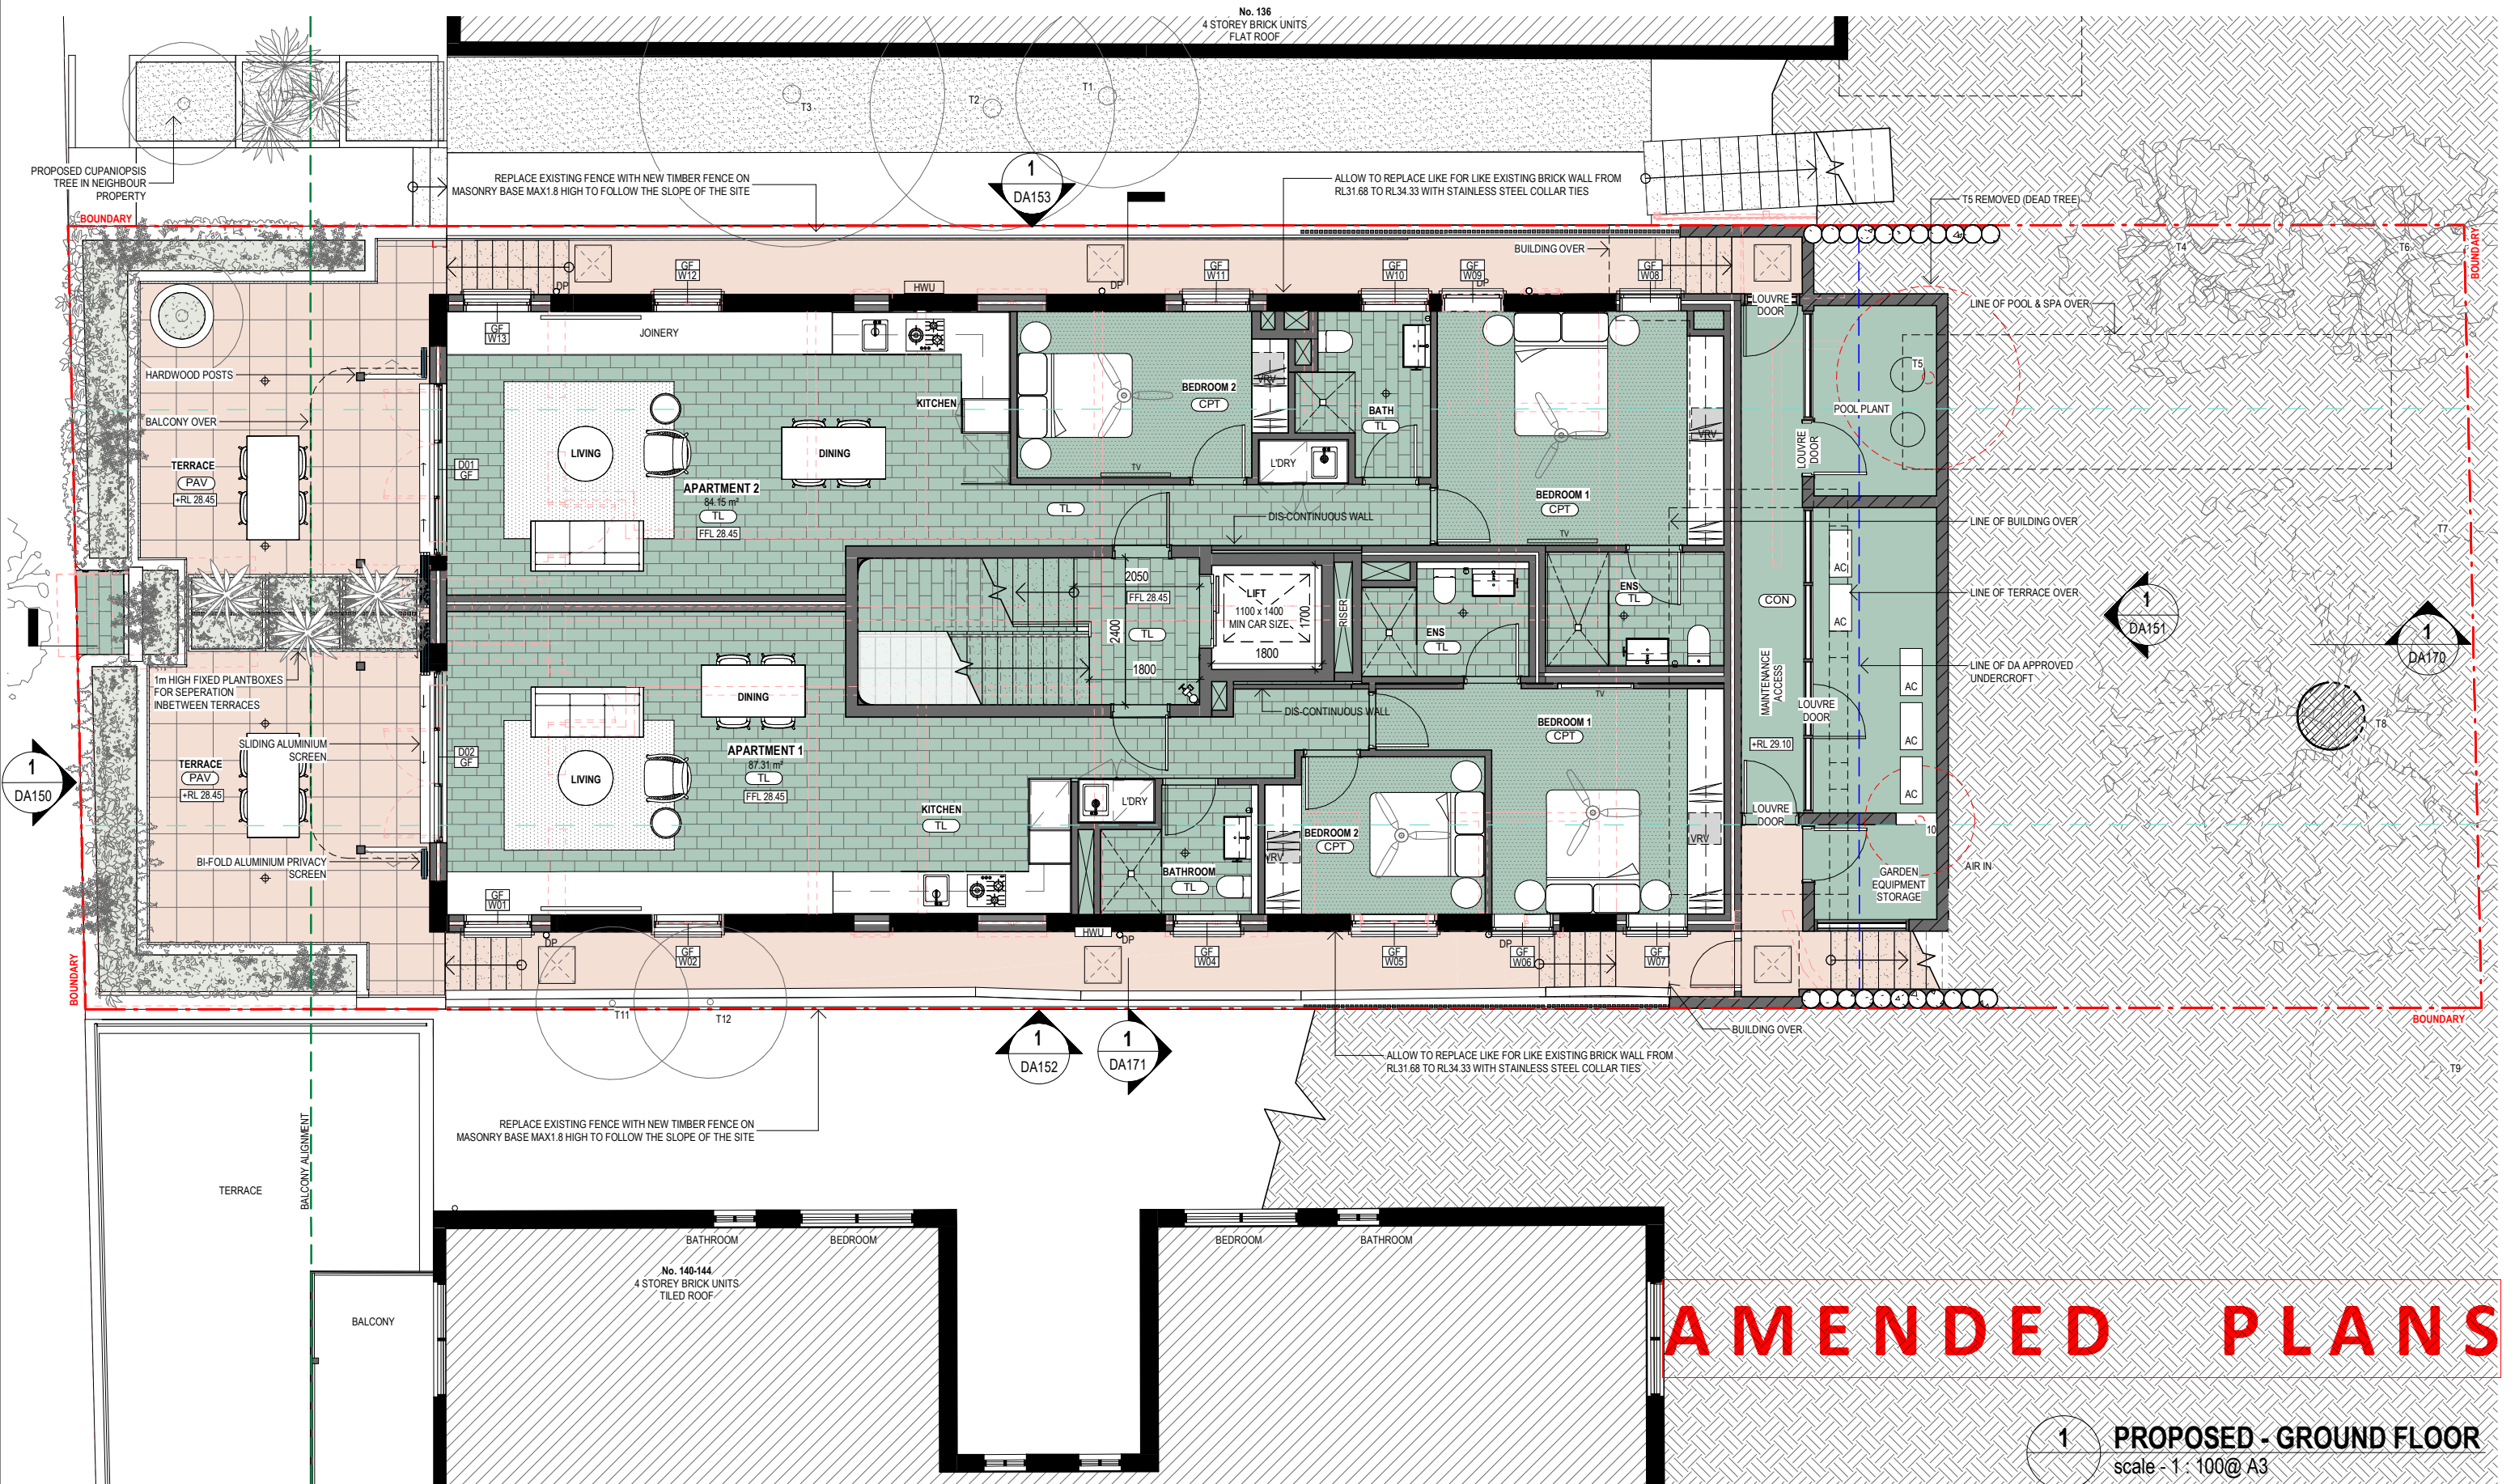 No. 136
4 STOREY BRICK UNITS
FLAT ROOF
T3
T2
T1
PROPOSED CUPANIOPSIS
TREE IN NEIGHBOUR
PROPERTY
REPLACE EXISTING FENCE WITH NEW TIMBER FENCE ON
MASONRY BASE MAX1.8 HIGH TO FOLLOW THE SLOPE OF THE SITE
1
DA153
ALLOW TO REPLACE LIKE FOR LIKE EXISTING BRICK WALL FROM
RL31.68 TO RL34.33 WITH STAINLESS STEEL COLLAR TIES
T5 REMOVED (DEAD TREE)
BOUNDARY
BOUNDARY
BUILDING OVER
T4
T6
GF
W12
GF
W11
GF
W10
GF
W09
GF
W08
DP
HWU
DP
DP
LOUVRE
DOOR
LINE OF POOL & SPA OVER
GF
W13
JOINERY
HARDWOOD POSTS
T5
BEDROOM 2
CPT
VRV
KITCHEN
BATH
TL
POOL PLANT
BALCONY OVER
VRV
LOUVRE
DOOR
LIVING
DINING
TERRACE
PAV
+RL 28.45
D01
GF
L'DRY
TV
APARTMENT 2
84.15 m²
TL
FFL 28.45
BEDROOM 1
CPT
TL
DIS-CONTINUOUS WALL
LINE OF BUILDING OVER
T7
TV
2050
FFL 28.45
AC
LIFT
1100 x 1400
MIN CAR SIZE
1700
RISER
ENS
TL
LINE OF TERRACE OVER
CON
1
DA151
2400
TL
AC
ENS
TL
1
DA170
1800
1800
LINE OF DA APPROVED
UNDERCROFT
1m HIGH FIXED PLANTBOXES
FOR SEPERATION
INBETWEEN TERRACES
DINING
AC
MAINTENANCE
ACCESS
TV
LOUVRE
DOOR
DIS-CONTINUOUS WALL
BEDROOM 1
CPT
T8
SLIDING ALUMINIUM
SCREEN
AC
+RL 29.10
D02
GF
APARTMENT 1
87.31 m²
TL
FFL 28.45
TERRACE
PAV
+RL 28.45
1
DA150
LIVING
AC
L'DRY
KITCHEN
TL
LOUVRE
DOOR
10
BEDROOM 2
CPT
VRV
VRV
BI-FOLD ALUMINIUM PRIVACY
SCREEN
BATHROOM
TL
AIR IN
GARDEN
EQUIPMENT
STORAGE
GF
W01
HWU
DP
DP
DP
GF
W02
GF
W04
GF
W05
GF
W06
GF
W07
BOUNDARY
T11
T12
BOUNDARY
BUILDING OVER
1
DA152
1
DA171
ALLOW TO REPLACE LIKE FOR LIKE EXISTING BRICK WALL FROM
RL31.68 TO RL34.33 WITH STAINLESS STEEL COLLAR TIES
T9
REPLACE EXISTING FENCE WITH NEW TIMBER FENCE ON
MASONRY BASE MAX1.8 HIGH TO FOLLOW THE SLOPE OF THE SITE
BALCONY ALIGNMENT
TERRACE
BATHROOM
BEDROOM
BEDROOM
BATHROOM
No. 140-144
4 STOREY BRICK UNITS
TILED ROOF
BALCONY
AMENDED PLANS
1
PROPOSED - GROUND FLOOR
scale - 1 : 100@ A3